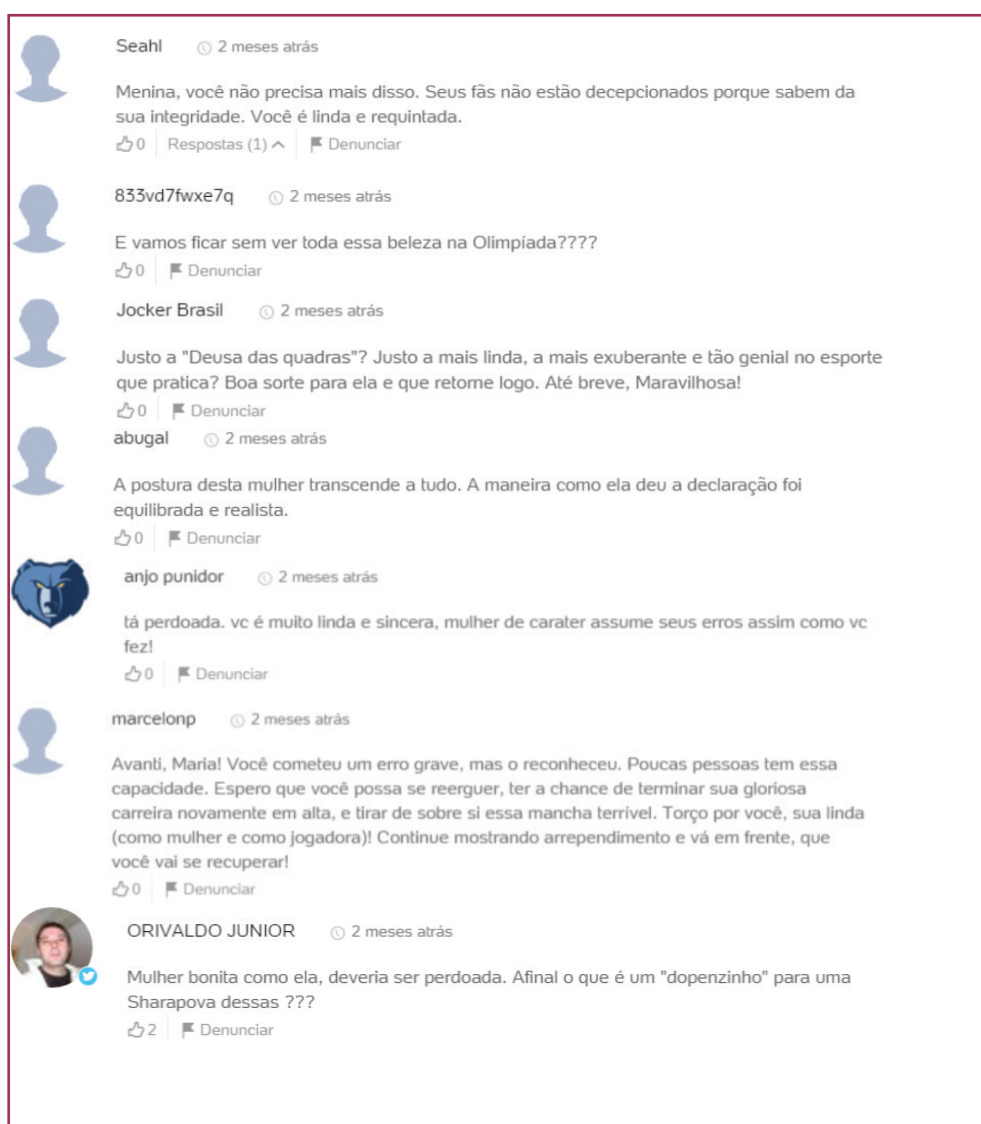 Seahl 2 meses atrás
Menina, você não precisa mais disso. Seus fãs não estão decepcionados porque sabem da
sua integridade. Você é linda e requintada.
0 Respostas (1) Denunciar
833vd7fwxe7q 2 meses atrás
E vamos ficar sem ver toda essa beleza na Olimpíada????
0 Denunciar
Jocker Brasil 2 meses atrás
Justo a "Deusa das quadras"? Justo a mais linda, a mais exuberante e tão genial no esporte
que pratica? Boa sorte para ela e que retorne logo. Até breve, Maravilhosa!
0 Denunciar
abugal 2 meses atrás
A postura desta mulher transcende a tudo. A maneira como ela deu a declaração foi
equilibrada e realista.
0 Denunciar
anjo punidor 2 meses atrás
tá perdoada. vc é muito linda e sincera, mulher de carater assume seus erros assim como vc
fez!
0 Denunciar
marcelonp 2 meses atrás
Avanti, Maria! Você cometeu um erro grave, mas o reconheceu. Poucas pessoas tem essa
capacidade. Espero que você possa se reerguer, ter a chance de terminar sua gloriosa
carreira novamente em alta, e tirar de sobre si essa mancha terrível. Torço por você, sua linda
(como mulher e como jogadora)! Continue mostrando arrependimento e vá em frente, que
você vai se recuperar!
0 Denunciar
ORIVALDO JUNIOR 2 meses atrás
Mulher bonita como ela, deveria ser perdoada. Afinal o que é um "dopenzinho" para uma
Sharapova dessas ???
2 Denunciar